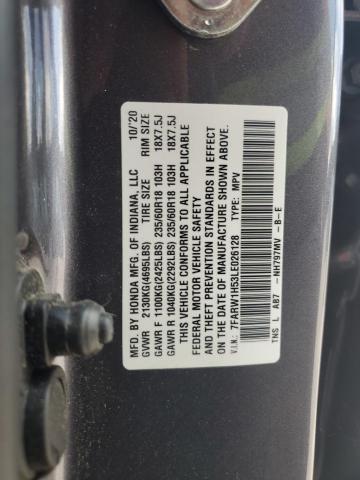 MFD. BY HONDA MFG. OF INDIANA, LLC 10/'20
GVWR 2130KG(4695LBS) TIRE SIZE RIM SIZE
GAWR F 1100KG(2425LBS) 235/60R18 103H 18X7.5J
GAWR R 1040KG(2292LBS) 235/60R18 103H 18X7.5J
THIS VEHICLE CONFORMS TO ALL APPLICABLE
FEDERAL MOTOR VEHICLE SAFETY
AND THEFT PREVENTION STANDARDS IN EFFECT
ON THE DATE OF MANUFACTURE SHOWN ABOVE.
V.I.N.: 7FARW1H53LE026128 TYPE: MPV
TNS L AB7 -NH797MV -B-E